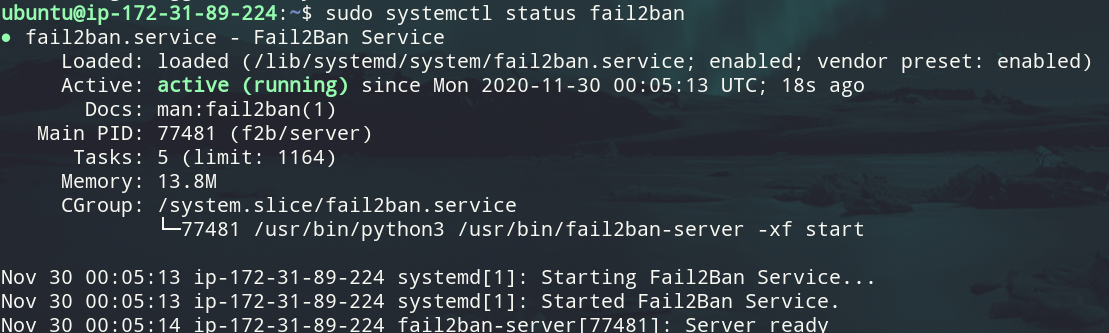 ubuntu@ip-172-31-89-224:~$ sudo systemctl status fail2ban
● fail2ban.service - Fail2Ban Service
Loaded: loaded (/lib/systemd/system/fail2ban.service; enabled; vendor preset: enabled)
Active: active (running) since Mon 2020-11-30 00:05:13 UTC; 18s ago
Docs: man:fail2ban(1)
Main PID: 77481 (f2b/server)
Tasks: 5 (limit: 1164)
Memory: 13.8M
CGroup: /system.slice/fail2ban.service
└─77481 /usr/bin/python3 /usr/bin/fail2ban-server -xf start
Nov 30 00:05:13 ip-172-31-89-224 systemd[1]: Starting Fail2Ban Service...
Nov 30 00:05:13 ip-172-31-89-224 systemd[1]: Started Fail2Ban Service.
Nov 30 00:05:14 ip-172-31-89-224 fail2ban-server[77481]: Server ready